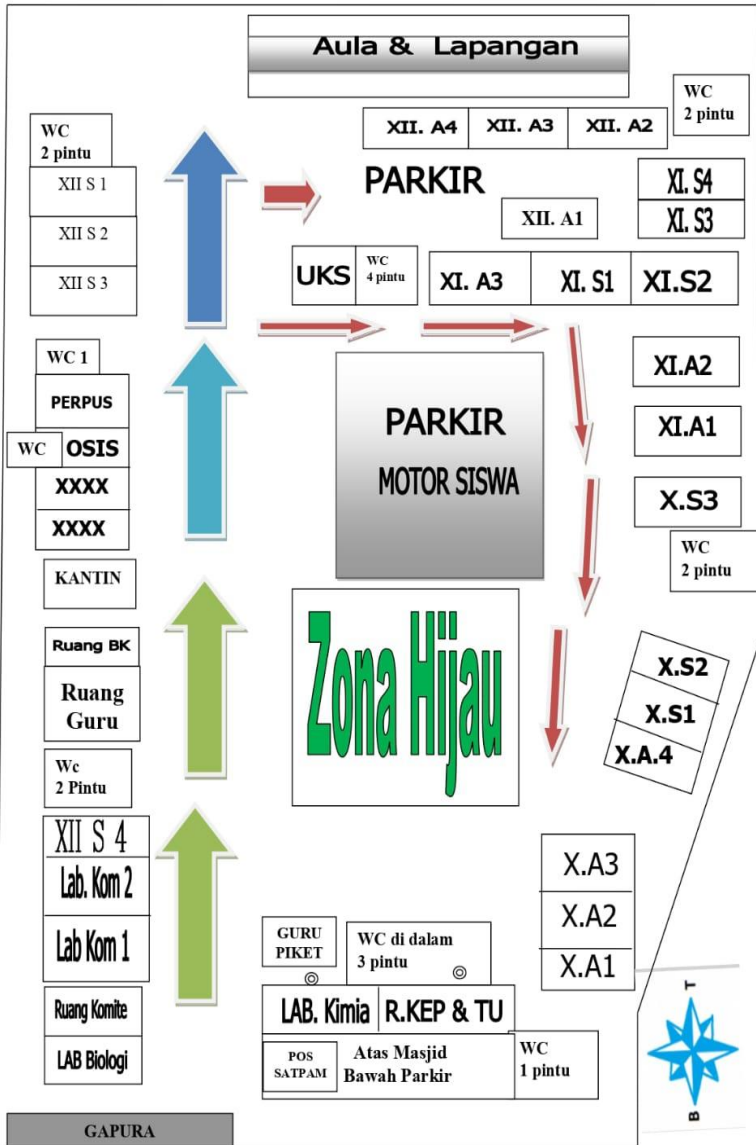 Aula & Lapangan
WC
2 pintu
XII. A4
XII. A3
XII. A2
WC
2 pintu
XII S 1
XII S 2
XII S 3
PARKIR
XII. A1
XI. S4
XI. S3
UKS
WC
4 pintu
XI. A3
XI. S1
XI.S2
WC 1
PERPUS
WC
OSIS
XXXX
XXXX
PARKIR
MOTOR SISWA
XI.A2
XI.A1
X.S3
WC
2 pintu
KANTIN
Ruang BK
Ruang
Guru
Wc
2 Pintu
Zona Hijau
X.S2
X.S1
X.A.4
XII S 4
Lab. Kom 2
Lab Kom 1
Ruang Komite
LAB Biologi
X.A3
X.A2
X.A1
GURU
PIKET
WC di dalam
3 pintu
LAB. Kimia
R.KEP & TU
POS
SATPAM
Atas Masjid
Bawah Parkir
WC
1 pintu
T
B
GAPURA